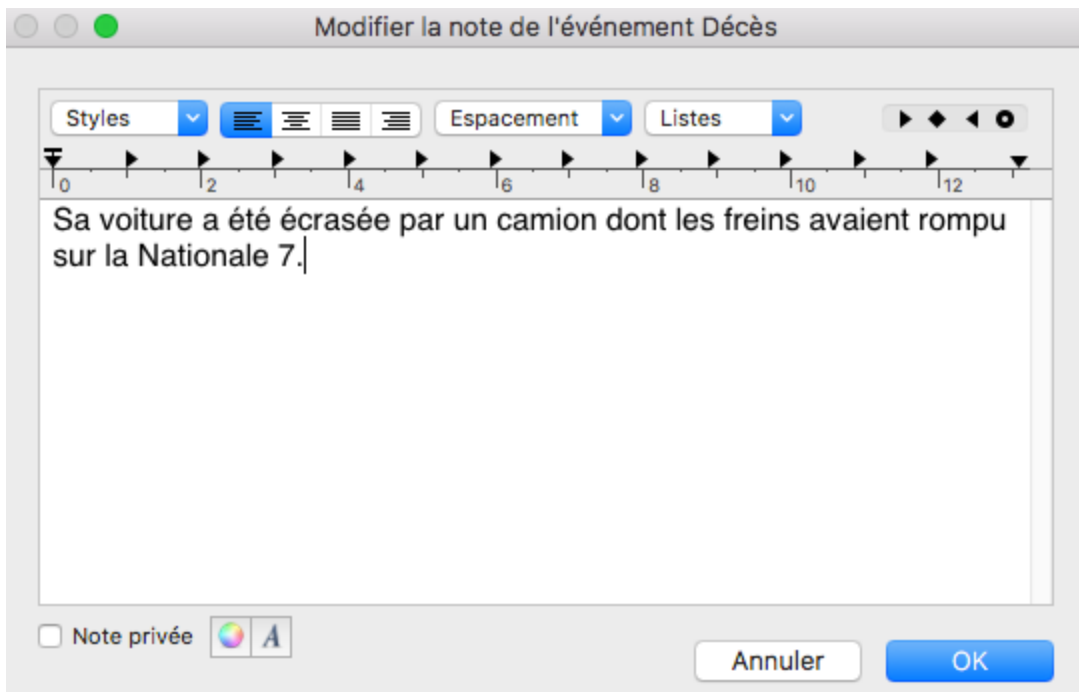 Modifier la note de l'événement Décès
Styles Espacement Listes
0 2 4 6 8 10 12
Sa voiture a été écrasée par un camion dont les freins avaient rompu
sur la Nationale 7.
Note privée A
Annuler OK